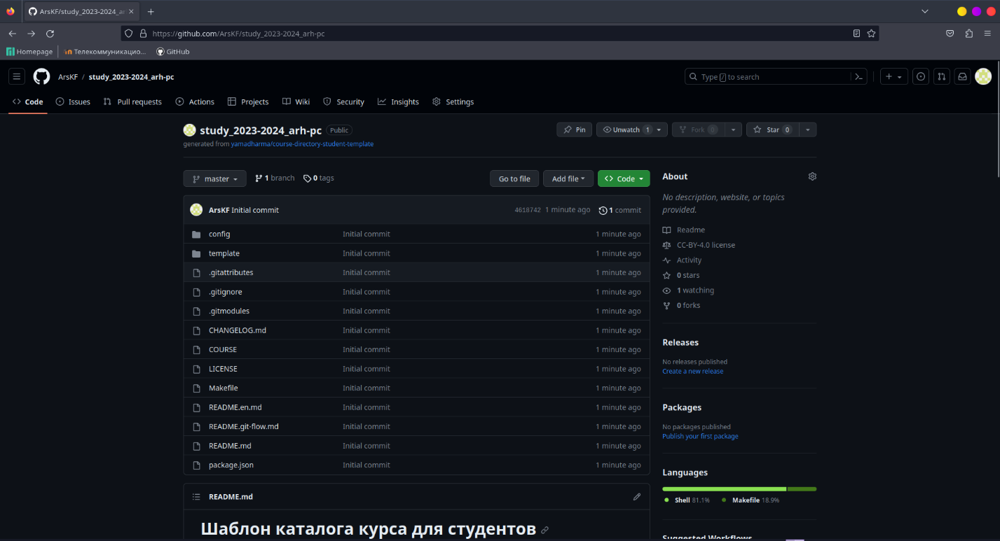 ArsKF/study_2023-2024_ar
https://github.com/ArsKF/study_2023-2024_arh-pc
Homepage Телекоммуникацио... GitHub
ArsKF / study_2023-2024_arh-pc Type / to search
Code Issues Pull requests Actions Projects Wiki Security Insights Settings
study_2023-2024_arh-pc Public Pin Unwatch 1 Fork 0 Star 0
generated from yamadharma/course-directory-student-template
master 1 branch 0 tags Go to file Add file Code
ArsKF Initial commit 4618742 1 minute ago 1 commit
config Initial commit 1 minute ago
template Initial commit 1 minute ago
.gitattributes Initial commit 1 minute ago
.gitignore Initial commit 1 minute ago
.gitmodules Initial commit 1 minute ago
CHANGELOG.md Initial commit 1 minute ago
COURSE Initial commit 1 minute ago
LICENSE Initial commit 1 minute ago
Makefile Initial commit 1 minute ago
README.en.md Initial commit 1 minute ago
README.git-flow.md Initial commit 1 minute ago
README.md Initial commit 1 minute ago
package.json Initial commit 1 minute ago
README.md
Шаблон каталога курса для студентов
About
No description, website, or topics
provided.
Readme
CC-BY-4.0 license
Activity
0 stars
1 watching
0 forks
Releases
No releases published
Create a new release
Packages
No packages published
Publish your first package
Languages
Shell 81.1% Makefile 18.9%
Suggested Workflows